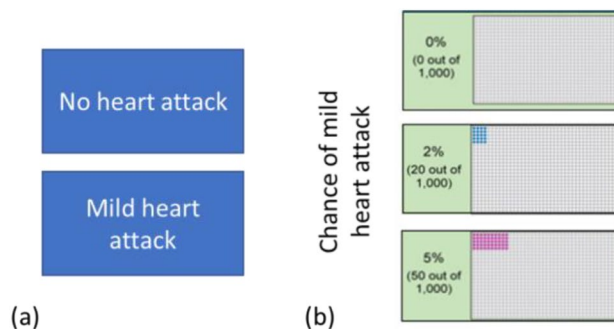 No heart attack
Mild heart
attack
(a)
Chance of mild
heart attack
0%
(0 out of
1,000)
2%
(20 out of
1,000)
5%
(50 out of
1,000)
(b)